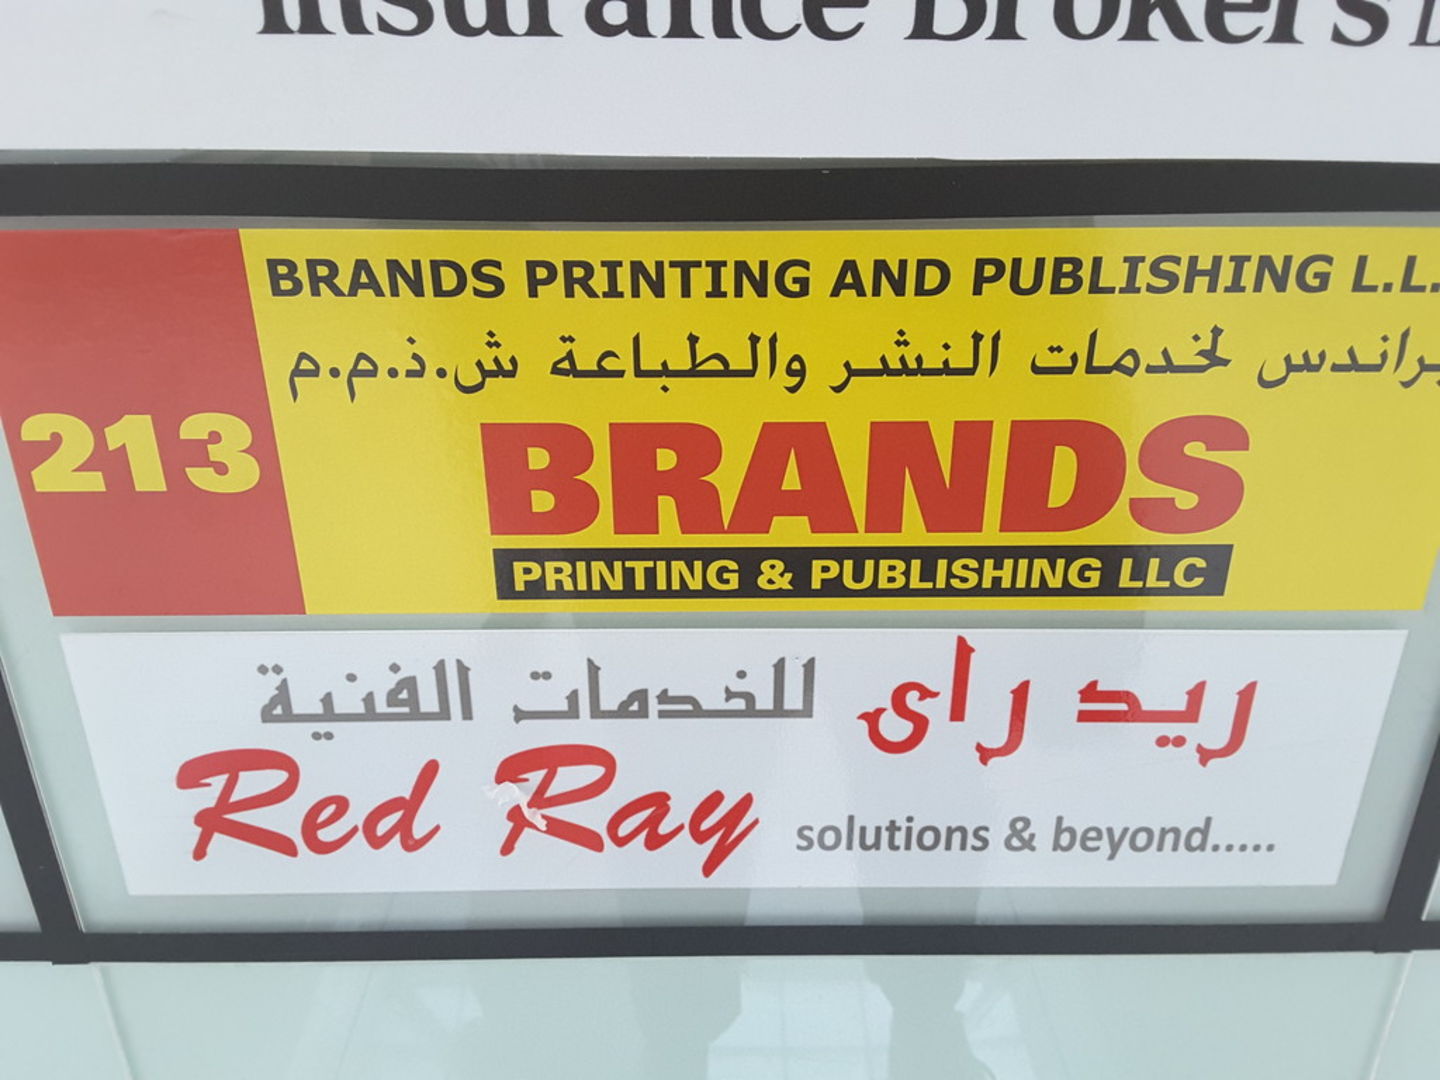 Insurance Brokers
BRANDS PRINTING AND PUBLISHING L.L.
براندس لخدمات النشر والطباعة ش.ذ.م.م
213
BRANDS
PRINTING & PUBLISHING LLC
ريد راى للخدمات الفنية
Red Ray solutions & beyond.....